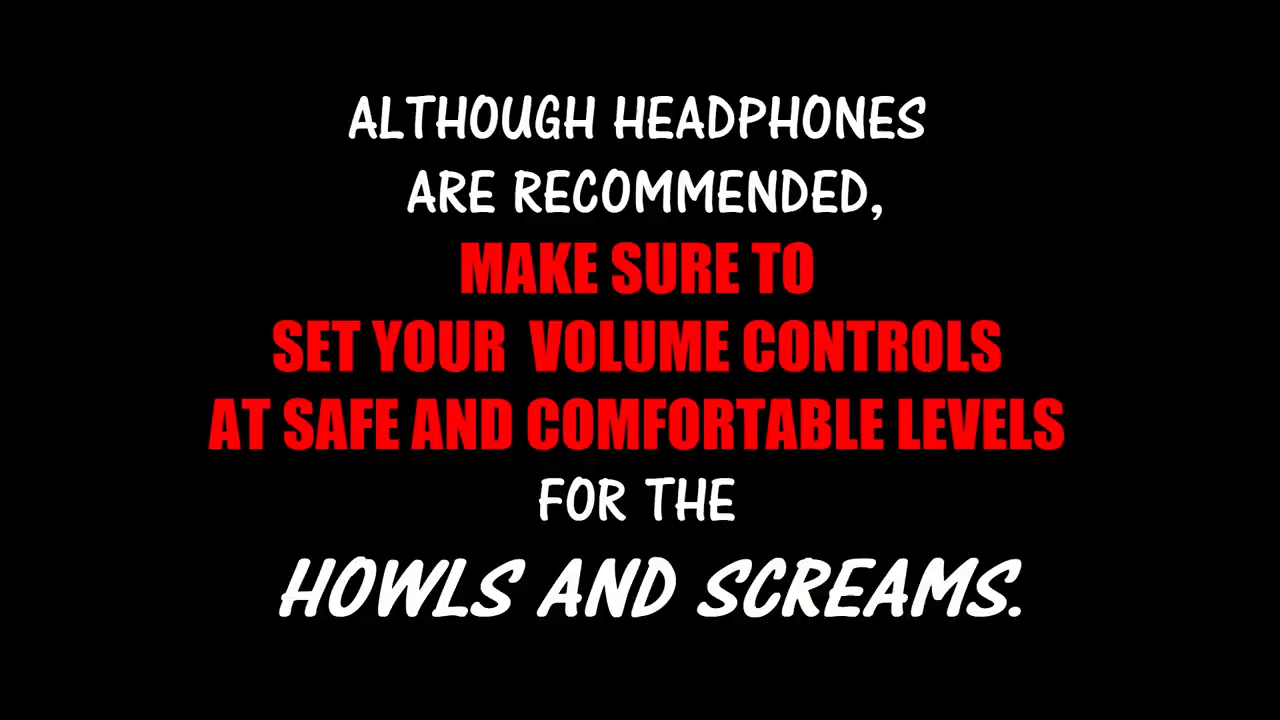 ALTHOUGH HEADPHONES
ARE RECOMMENDED,
MAKE SURE TO
SET YOUR  VOLUME CONTROLS
AT SAFE AND COMFORTABLE LEVELS
FOR THE
HOWLS AND SCREAMS.